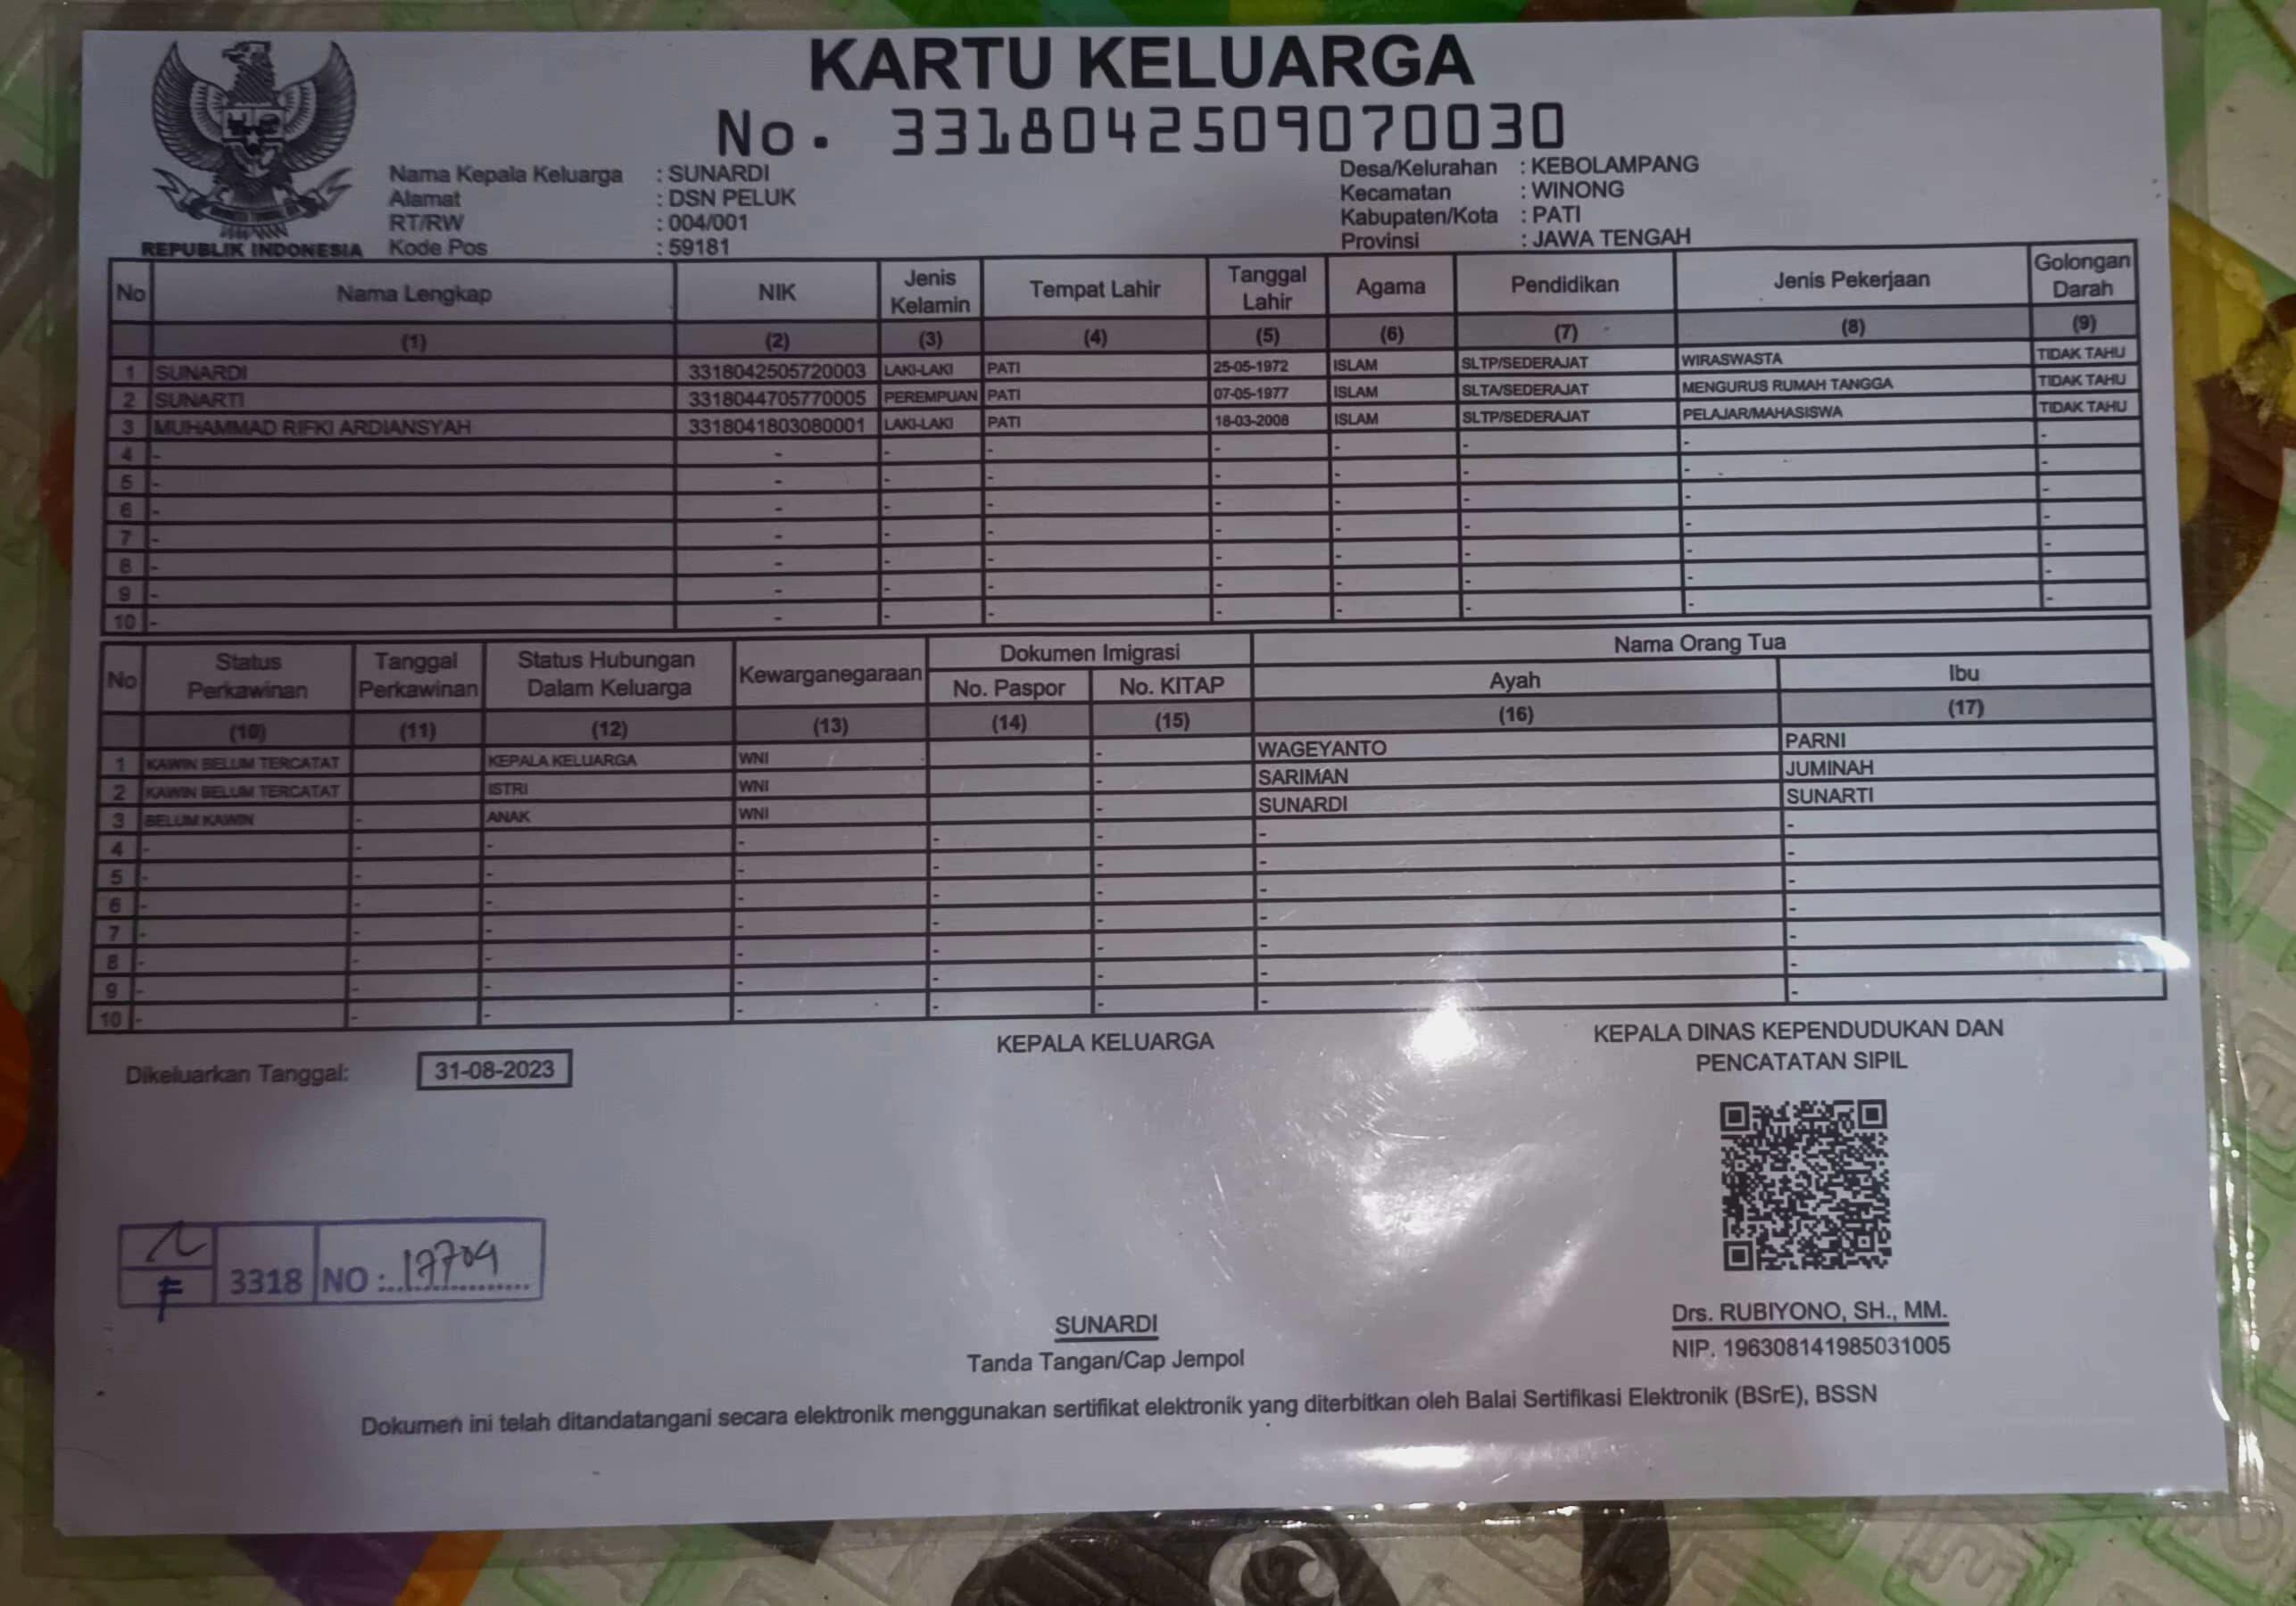 KARTU KELUARGA
No. 3318042509070030
REPUBLIK INDONESIA
Nama Kepala Keluarga : SUNARDI
Alamat : DSN PELUK
RT/RW : 004/001
Kode Pos : 59181
Desa/Kelurahan : KEBOLAMPANG
Kecamatan : WINONG
Kabupaten/Kota : PATI
Provinsi : JAWA TENGAH
No Nama Lengkap NIK Jenis Kelamin Tempat Lahir Tanggal Lahir Agama Pendidikan Jenis Pekerjaan Golongan Darah
(1) (2) (3) (4) (5) (6) (7) (8) (9)
1 SUNARDI 3318042505720003 LAKI-LAKI PATI 25-05-1972 ISLAM SLTP/SEDERAJAT WIRASWASTA TIDAK TAHU
2 SUNARTI 3318044705770005 PEREMPUAN PATI 07-05-1977 ISLAM SLTA/SEDERAJAT MENGURUS RUMAH TANGGA TIDAK TAHU
3 MUHAMMAD RIFKI ARDIANSYAH 3318041803080001 LAKI-LAKI PATI 18-03-2008 ISLAM SLTP/SEDERAJAT PELAJAR/MAHASISWA TIDAK TAHU
4 - - - - - - - - -
5 - - - - - - - - -
6 - - - - - - - - -
7 - - - - - - - - -
8 - - - - - - - - -
9 - - - - - - - - -
10 - - - - - - - - -
No Status Perkawinan Tanggal Perkawinan Status Hubungan Dalam Keluarga Kewarganegaraan Dokumen Imigrasi Nama Orang Tua
No. Paspor No. KITAP Ayah Ibu
(10) (11) (12) (13) (14) (15) (16) (17)
1 KAWIN BELUM TERCATAT KEPALA KELUARGA WNI - WAGEYANTO PARNI
2 KAWIN BELUM TERCATAT ISTRI WNI - SARIMAN JUMINAH
3 BELUM KAWIN - ANAK WNI - SUNARDI SUNARTI
4 - - - - - - - -
5 - - - - - - - -
6 - - - - - - - -
7 - - - - - - - -
8 - - - - - - - -
9 - - - - - - - -
10 - - - - - - - -
Dikeluarkan Tanggal: 31-08-2023
KEPALA KELUARGA
KEPALA DINAS KEPENDUDUKAN DAN
PENCATATAN SIPIL
3318 NO : 17709
SUNARDI
Tanda Tangan/Cap Jempol
Drs. RUBIYONO, SH., MM.
NIP. 196308141985031005
Dokumen ini telah ditandatangani secara elektronik menggunakan sertifikat elektronik yang diterbitkan oleh Balai Sertifikasi Elektronik (BSrE), BSSN